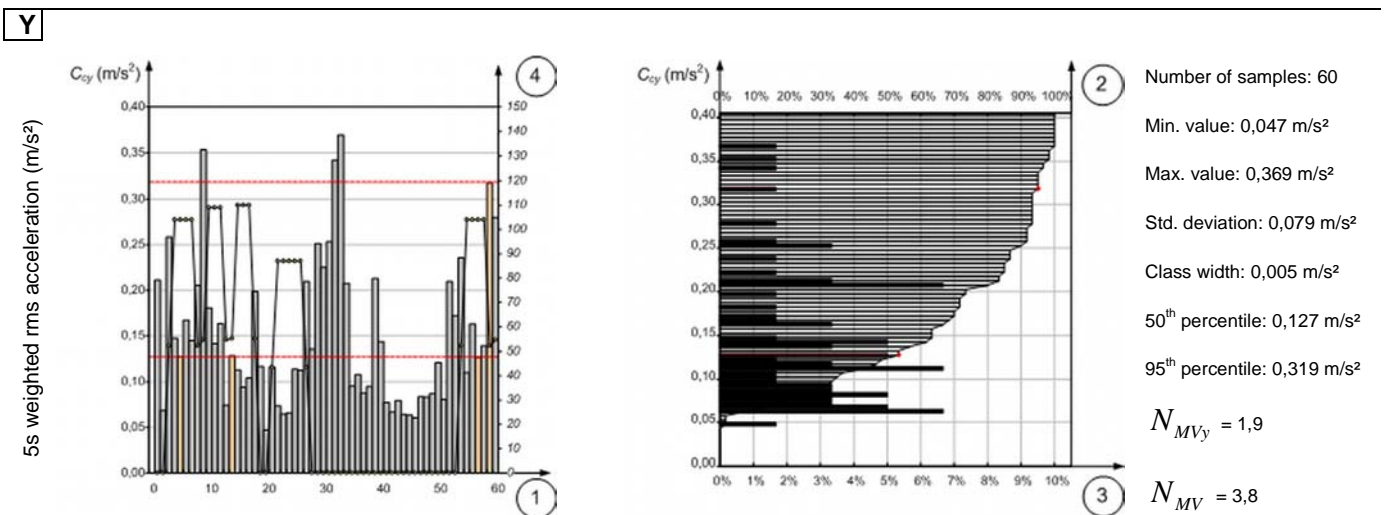 Y
5s weighted rms acceleration (m/s²)
C_cy (m/s²)
4
0,40
0,35
0,30
0,25
0,20
0,15
0,10
0,05
0,00
150
140
130
120
110
100
90
80
70
60
50
40
30
20
10
0
0 10 20 30 40 50 60
1
C_cy (m/s²)
2
0% 10% 20% 30% 40% 50% 60% 70% 80% 90% 100%
0,40
0,35
0,30
0,25
0,20
0,15
0,10
0,05
0,00
0% 1% 2% 3% 4% 5% 6% 7% 8% 9% 10%
3
Number of samples: 60
Min. value: 0,047 m/s²
Max. value: 0,369 m/s²
Std. deviation: 0,079 m/s²
Class width: 0,005 m/s²
50th percentile: 0,127 m/s²
95th percentile: 0,319 m/s²
N_MVy = 1,9
N_MV = 3,8